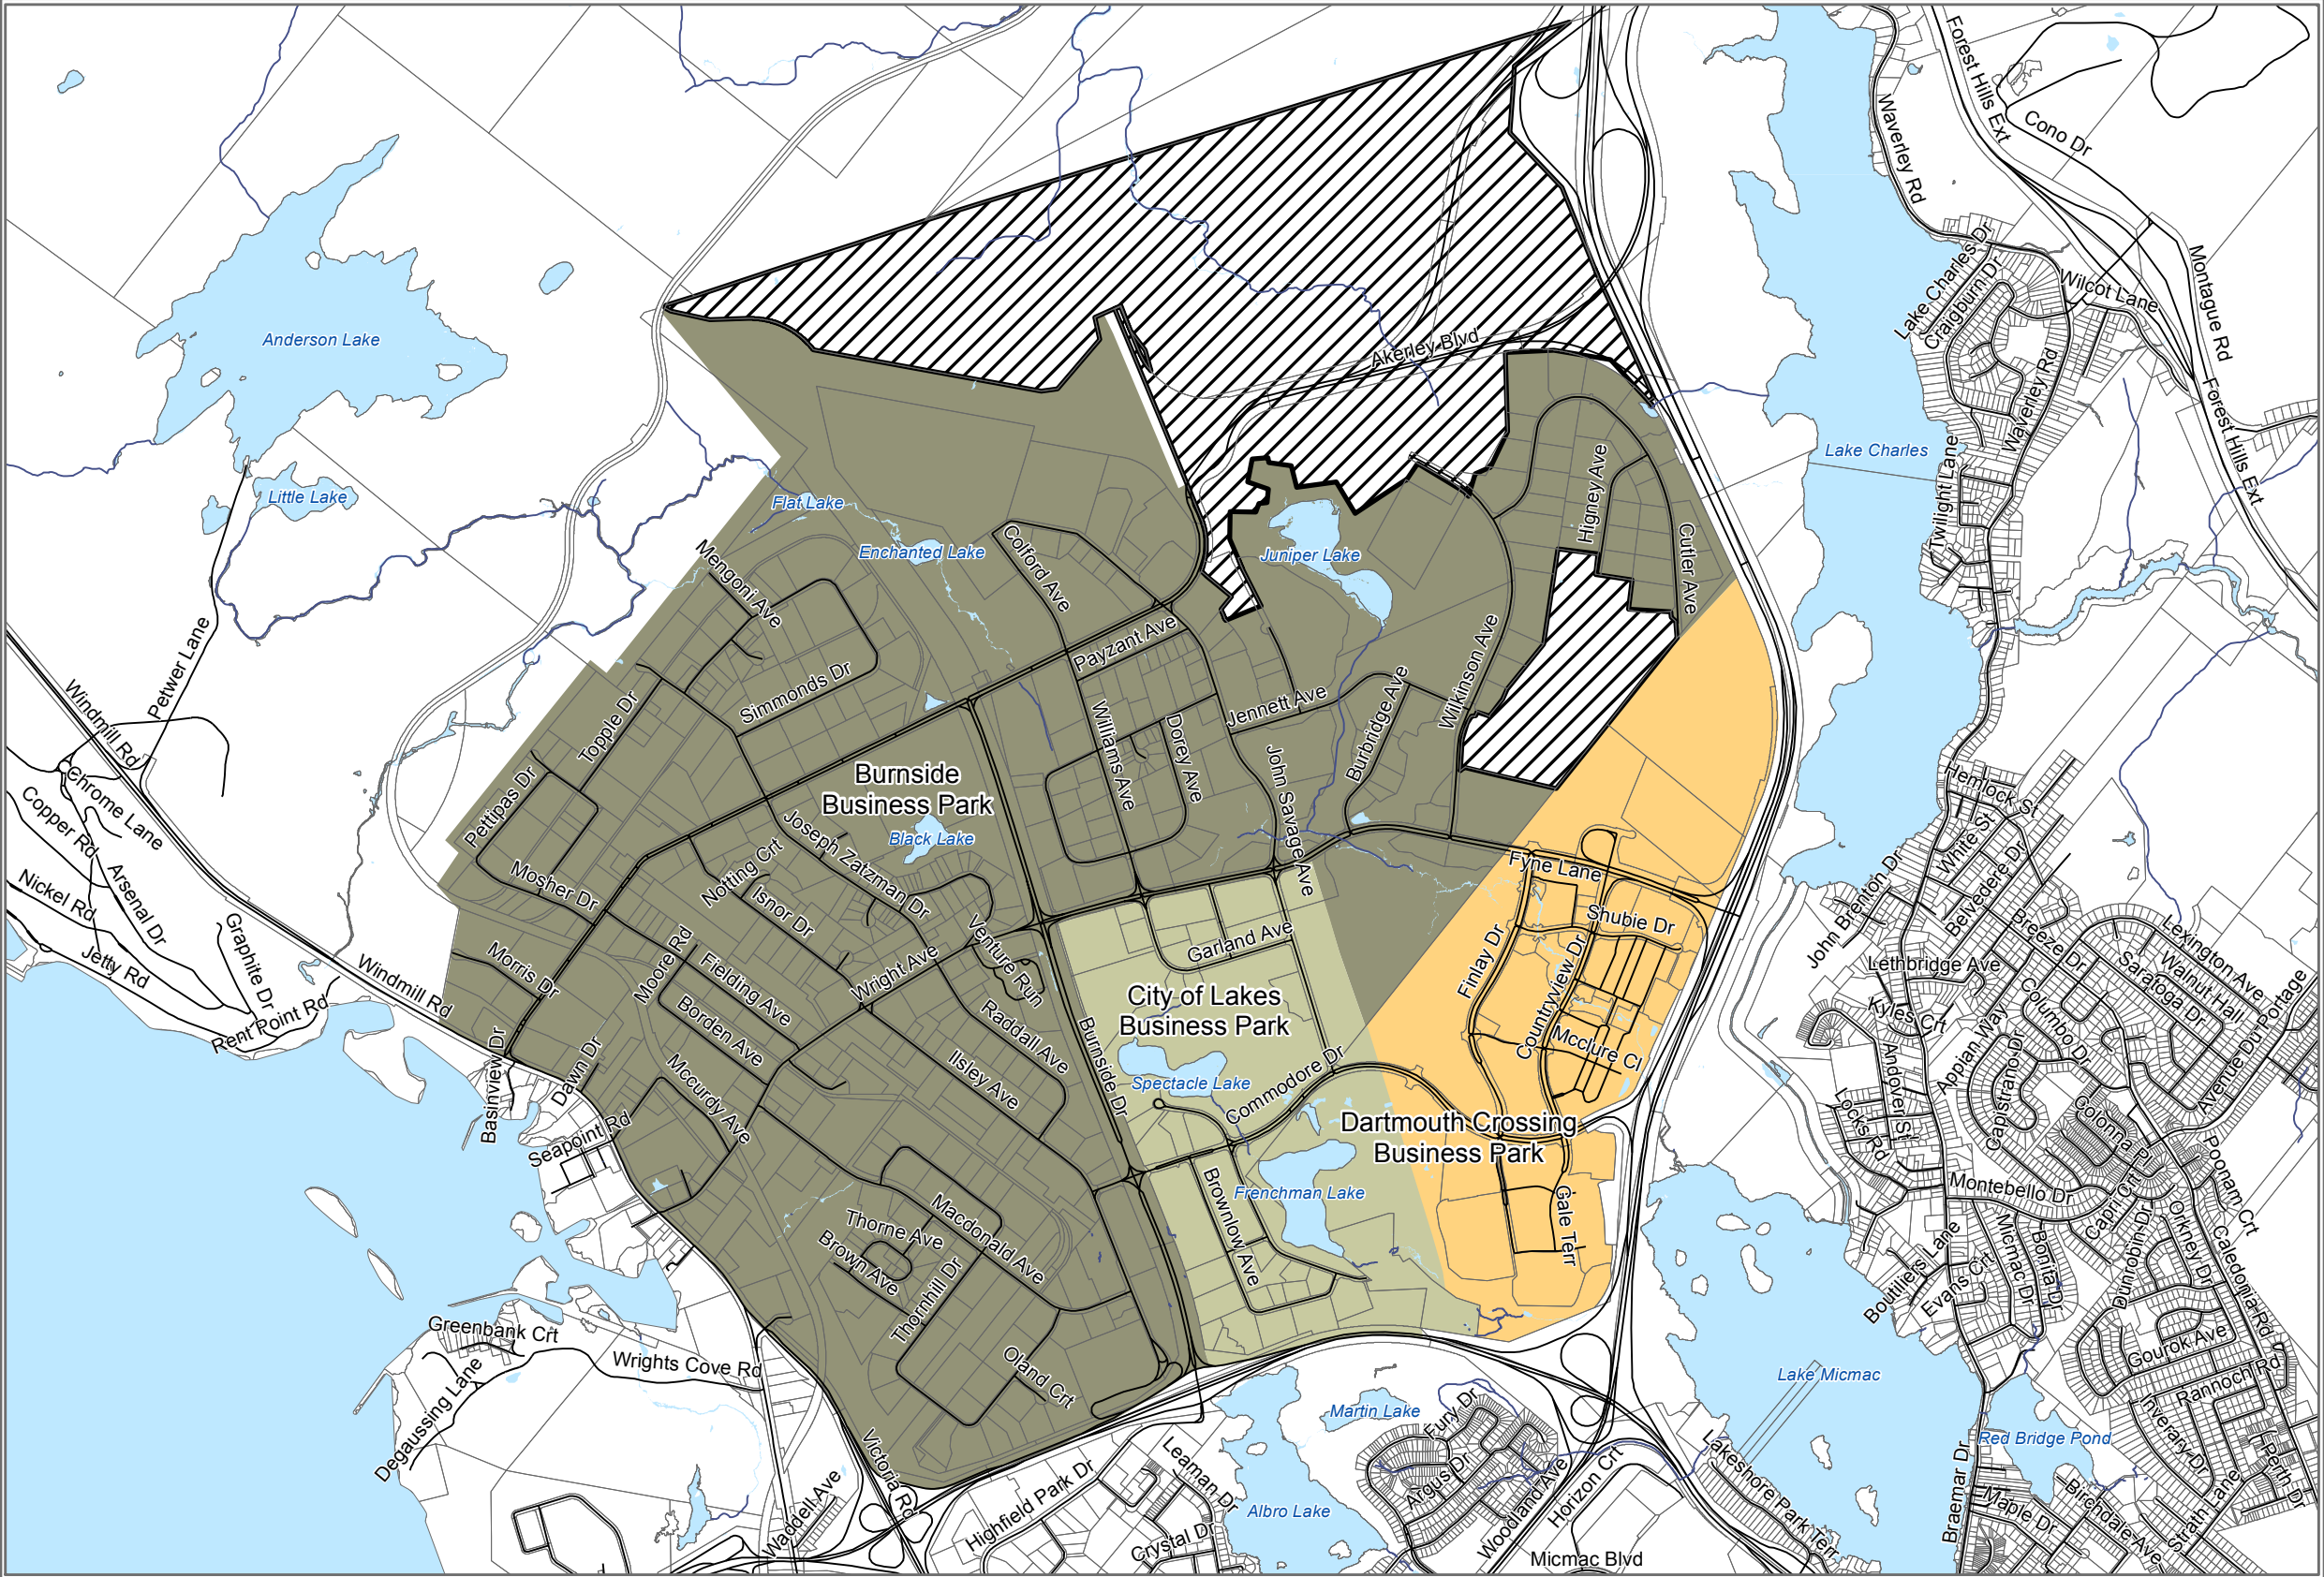 Forest Hills Ext
Waverley Rd
Cono Dr
Lake Charles Dr
Craigburn Dr
Wilcot Lane
Montague Rd
Anderson Lake
Akerley Blvd
Waverley Rd
Forest Hills Ext
Lake Charles
Little Lake
Flat Lake
Higney Ave
Twilight Lane
Enchanted Lake
Colford Ave
Juniper Lake
Cutler Ave
Mengoni Ave
Petwer Lane
Payzant Ave
Windmill Rd
Topple Dr
Simmonds Dr
Williams Ave
Dorey Ave
Jennett Ave
Burbridge Ave
Wilkinson Ave
John Savage Ave
Burnside
Business Park
Black Lake
Hemlock St
Chrome Lane
Copper Rd
Pettipas Dr
Joseph Zatzman Dr
White St
Belvedere Dr
Nickel Rd
Arsenal Dr
Mosher Dr
Notting Crt
Isnor Dr
Fyne Lane
John Brenton Dr
Graphite Dr
Jetty Rd
Shubie Dr
Breeze Dr
Lexington Ave
Walnut Hall
Saratoga Dr
Windmill Rd
Morris Dr
Moore Rd
Fielding Ave
Wright Ave
Venture Run
Garland Ave
Finlay Dr
Countryview Dr
Lethbridge Ave
Kyles Crt
Columbo Dr
Avenue Du Portage
Rent Point Rd
Borden Ave
City of Lakes
Business Park
Raddall Ave
Burnside Dr
Mcclure Cl
Appian Way
Capistrano Dr
Andover St
Basinview Dr
Dawn Dr
Mccurdy Ave
Ilsley Ave
Spectacle Lake
Commodore Dr
Locks Rd
Colonna Pl
Seapoint Rd
Dartmouth Crossing
Business Park
Poonam Crt
Montebello Dr
Capri Crt
Thorne Ave
Macdonald Ave
Brown Ave
Thornhill Dr
Brownlow Ave
Frenchman Lake
Gale Terr
Boutiliers Lane
Evans Crt
Micmac Dr
Bonita Dr
Dunrobin Dr
Orkney Dr
Caledonia Rd
Greenbank Crt
Wrights Cove Rd
Degaussing Lane
Oland Crt
Lake Micmac
Gourok Ave
Rannoch Rd
Martin Lake
Fury Dr
Victoria Rd
Leaman Dr
Argus Dr
Red Bridge Pond
Inverary Dr
Waddell Ave
Highfield Park Dr
Crystal Dr
Albro Lake
Woodland Ave
Horizon Crt
Micmac Blvd
Lakeshore Park Terr
Braemar Dr
Maple Dr
Birchdale Ave
Strath Lane
Perth Dr